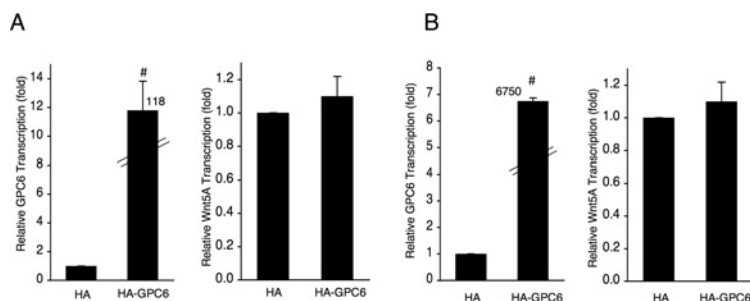 A
B
Relative GPC6 Transcription (fold)
14
12
10
8
6
4
2
0
#
118
HA
HA-GPC6
Relative Wnt5A Transcription (fold)
1.2
1.0
0.8
0.6
0.4
0.2
0.0
HA
HA-GPC6
Relative GPC6 Transcription (fold)
8
7
6
5
4
3
2
1
0
#
6750
HA
HA-GPC6
Relative Wnt5A Transcription (fold)
1.2
1.0
0.8
0.6
0.4
0.2
0.0
HA
HA-GPC6